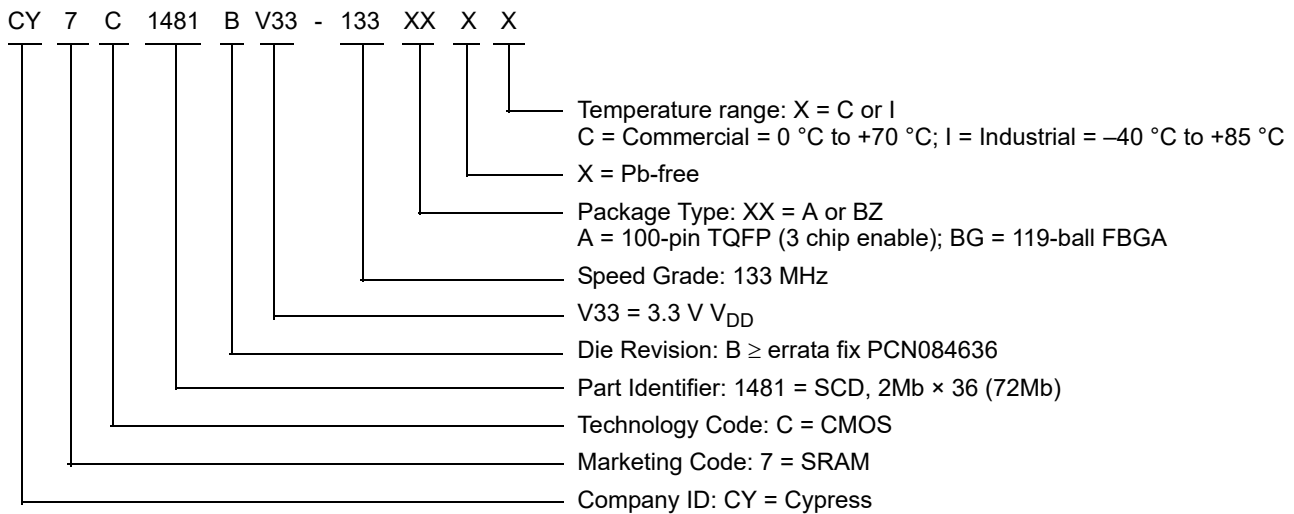 CY 7 C 1481 B V33 - 133 XX X X
Temperature range: X = C or I
C = Commercial = 0 °C to +70 °C; I = Industrial = –40 °C to +85 °C
X = Pb-free
Package Type: XX = A or BZ
A = 100-pin TQFP (3 chip enable); BG = 119-ball FBGA
Speed Grade: 133 MHz
V33 = 3.3 V VDD
Die Revision: B ≥ errata fix PCN084636
Part Identifier: 1481 = SCD, 2Mb × 36 (72Mb)
Technology Code: C = CMOS
Marketing Code: 7 = SRAM
Company ID: CY = Cypress